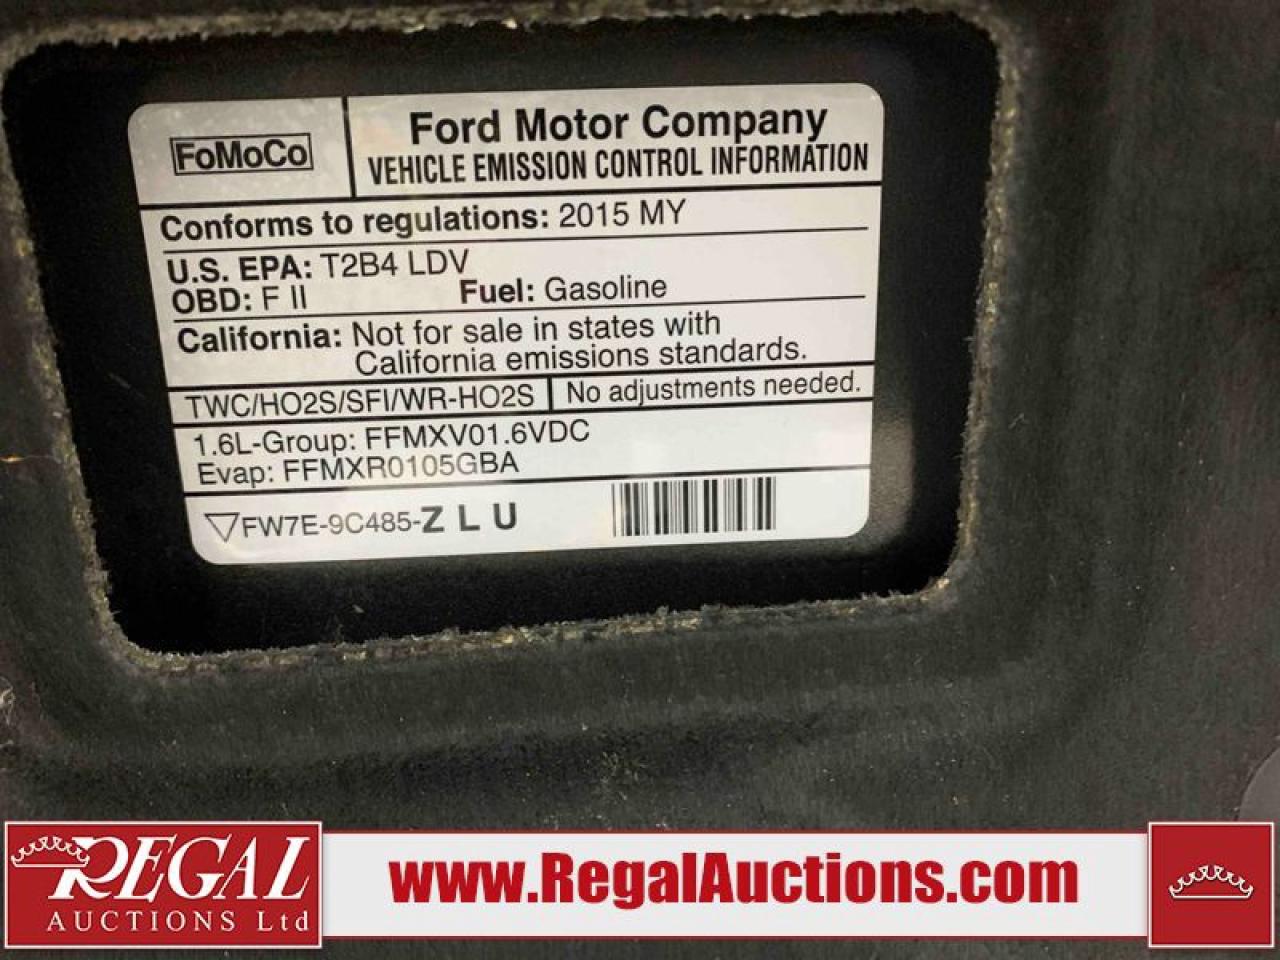 FoMoCo
Ford Motor Company
VEHICLE EMISSION CONTROL INFORMATION
Conforms to regulations: 2015 MY
U.S. EPA: T2B4 LDV
OBD: F II Fuel: Gasoline
California: Not for sale in states with
California emissions standards.
TWC/HO2S/SFI/WR-HO2S No adjustments needed.
1.6L-Group: FFMXV01.6VDC
Evap: FFMXR0105GBA
FW7E-9C485-Z L U
REGAL
AUCTIONS Ltd
www.RegalAuctions.com